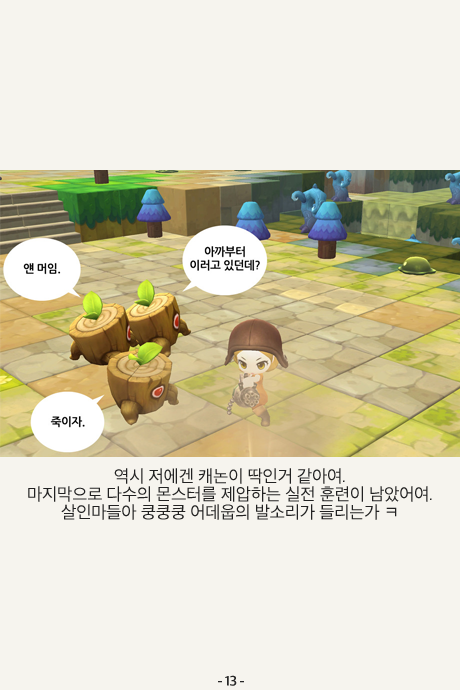 앤 머임.
아까부터
이러고 있던데?
죽이자.
역시 저에겐 캐논이 딱인거 같아여.
마지막으로 다수의 몬스터를 제압하는 실전 훈련이 남았어여.
살인마들아 쿵쿵쿵 어데웁의 발소리가 들리는가 ㅋ
- 13 -